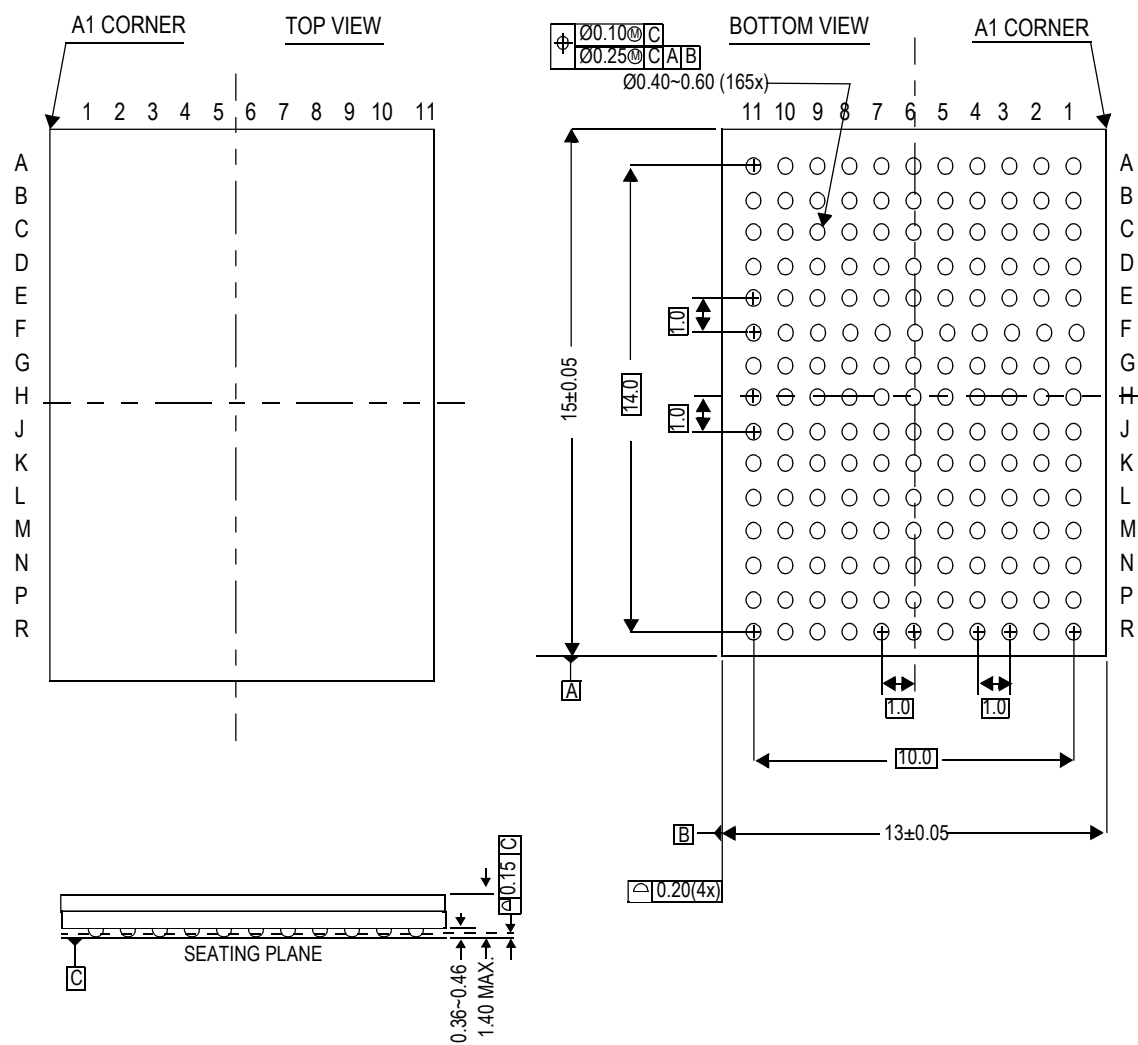 A1 CORNER
TOP VIEW
1 2 3 4 5 6 7 8 9 10 11
A
B
C
D
E
F
G
H
J
K
L
M
N
P
R
Ø0.10Ⓜ C
Ø0.25Ⓜ C A B
Ø0.40~0.60 (165x)
BOTTOM VIEW
A1 CORNER
11 10 9 8 7 6 5 4 3 2 1
A
B
C
D
E
F
G
H
J
K
L
M
N
P
R
1.0
1.0
14.0
15±0.05
A
1.0
1.0
10.0
B
13±0.05
0.20(4x)
0.15 C
SEATING PLANE
C
0.36~0.46
1.40 MAX.